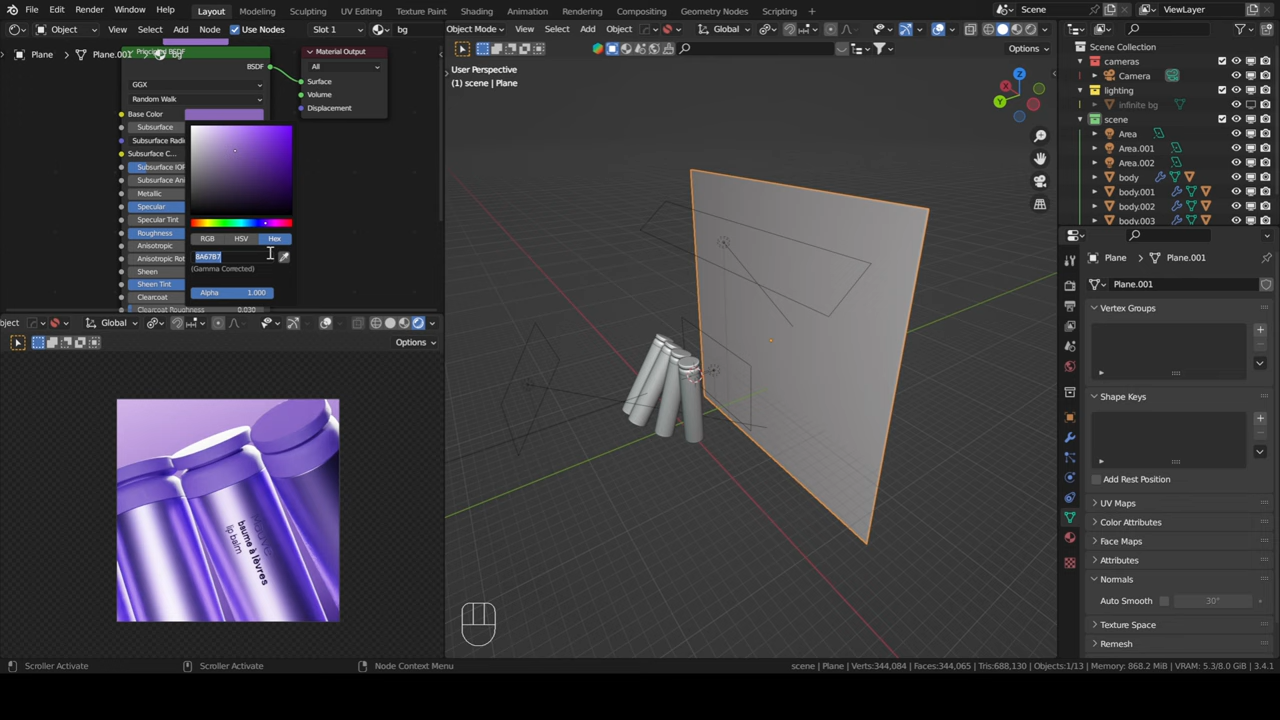 File Edit Render Window Help Layout Modeling Sculpting UV Editing Texture Paint Shading Animation Rendering Compositing Geometry Nodes Scripting Scene ViewLayer
Object View Select Add Node Use Nodes Slot 1 bg
Object Mode View Select Add Object Global
Options
Plane Plane.001 bg
Principled BSDF
BSDF
GGX
Random Walk
Base Color
Subsurface
Subsurface Radi
Subsurface C...
Subsurface IOR
Subsurface Ani
Metallic
Specular
Specular Tint
Roughness
Anisotropic
Anisotropic Rot
Sheen
Sheen Tint
Clearcoat
Clearcoat Roughness 0.030
RGB HSV Hex
8A67B7
(Gamma Corrected)
Alpha 1.000
Material Output
All
Surface
Volume
Displacement
User Perspective
(1) scene | Plane
X
Y
Z
Scene Collection
cameras
Camera
lighting
infinite bg
scene
Area
Area.001
Area.002
body
body.001
body.002
body.003
Plane Plane.001
Plane.001
Vertex Groups
Shape Keys
Add Rest Position
UV Maps
Color Attributes
Face Maps
Attributes
Normals
Auto Smooth 30°
Texture Space
Remesh
bject Global
Options
baume à lèvres
lip balm
Scroller Activate Scroller Activate Node Context Menu
scene | Plane | Verts:344,084 | Faces:344,065 | Tris:688,130 | Objects:1/13 | Memory: 868.2 MiB | VRAM: 5.3/8.0 GiB | 3.4.1